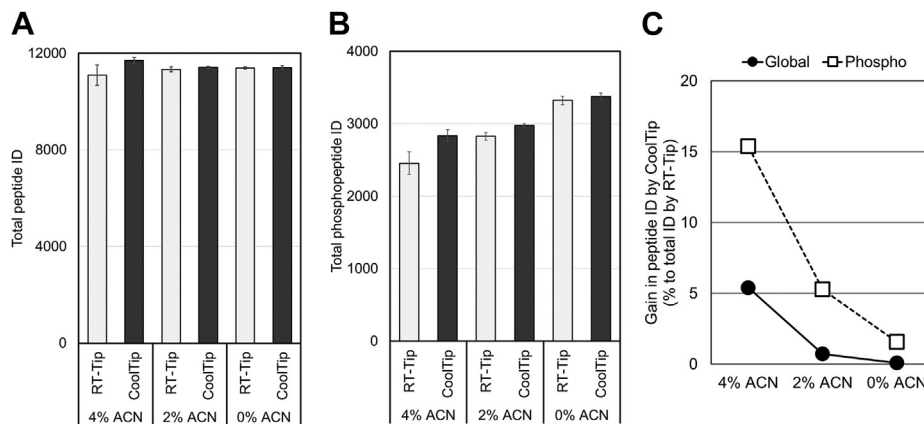 A
Total peptide ID
12000
8000
4000
0
RT-Tip
CoolTip
RT-Tip
CoolTip
RT-Tip
CoolTip
4% ACN
2% ACN
0% ACN
B
Total phosphopeptide ID
4000
3000
2000
1000
0
RT-Tip
CoolTip
RT-Tip
CoolTip
RT-Tip
CoolTip
4% ACN
2% ACN
0% ACN
C
Global
Phospho
Gain in peptide ID by CoolTip
(% to total ID by RT-Tip)
20
15
10
5
0
4% ACN
2% ACN
0% ACN